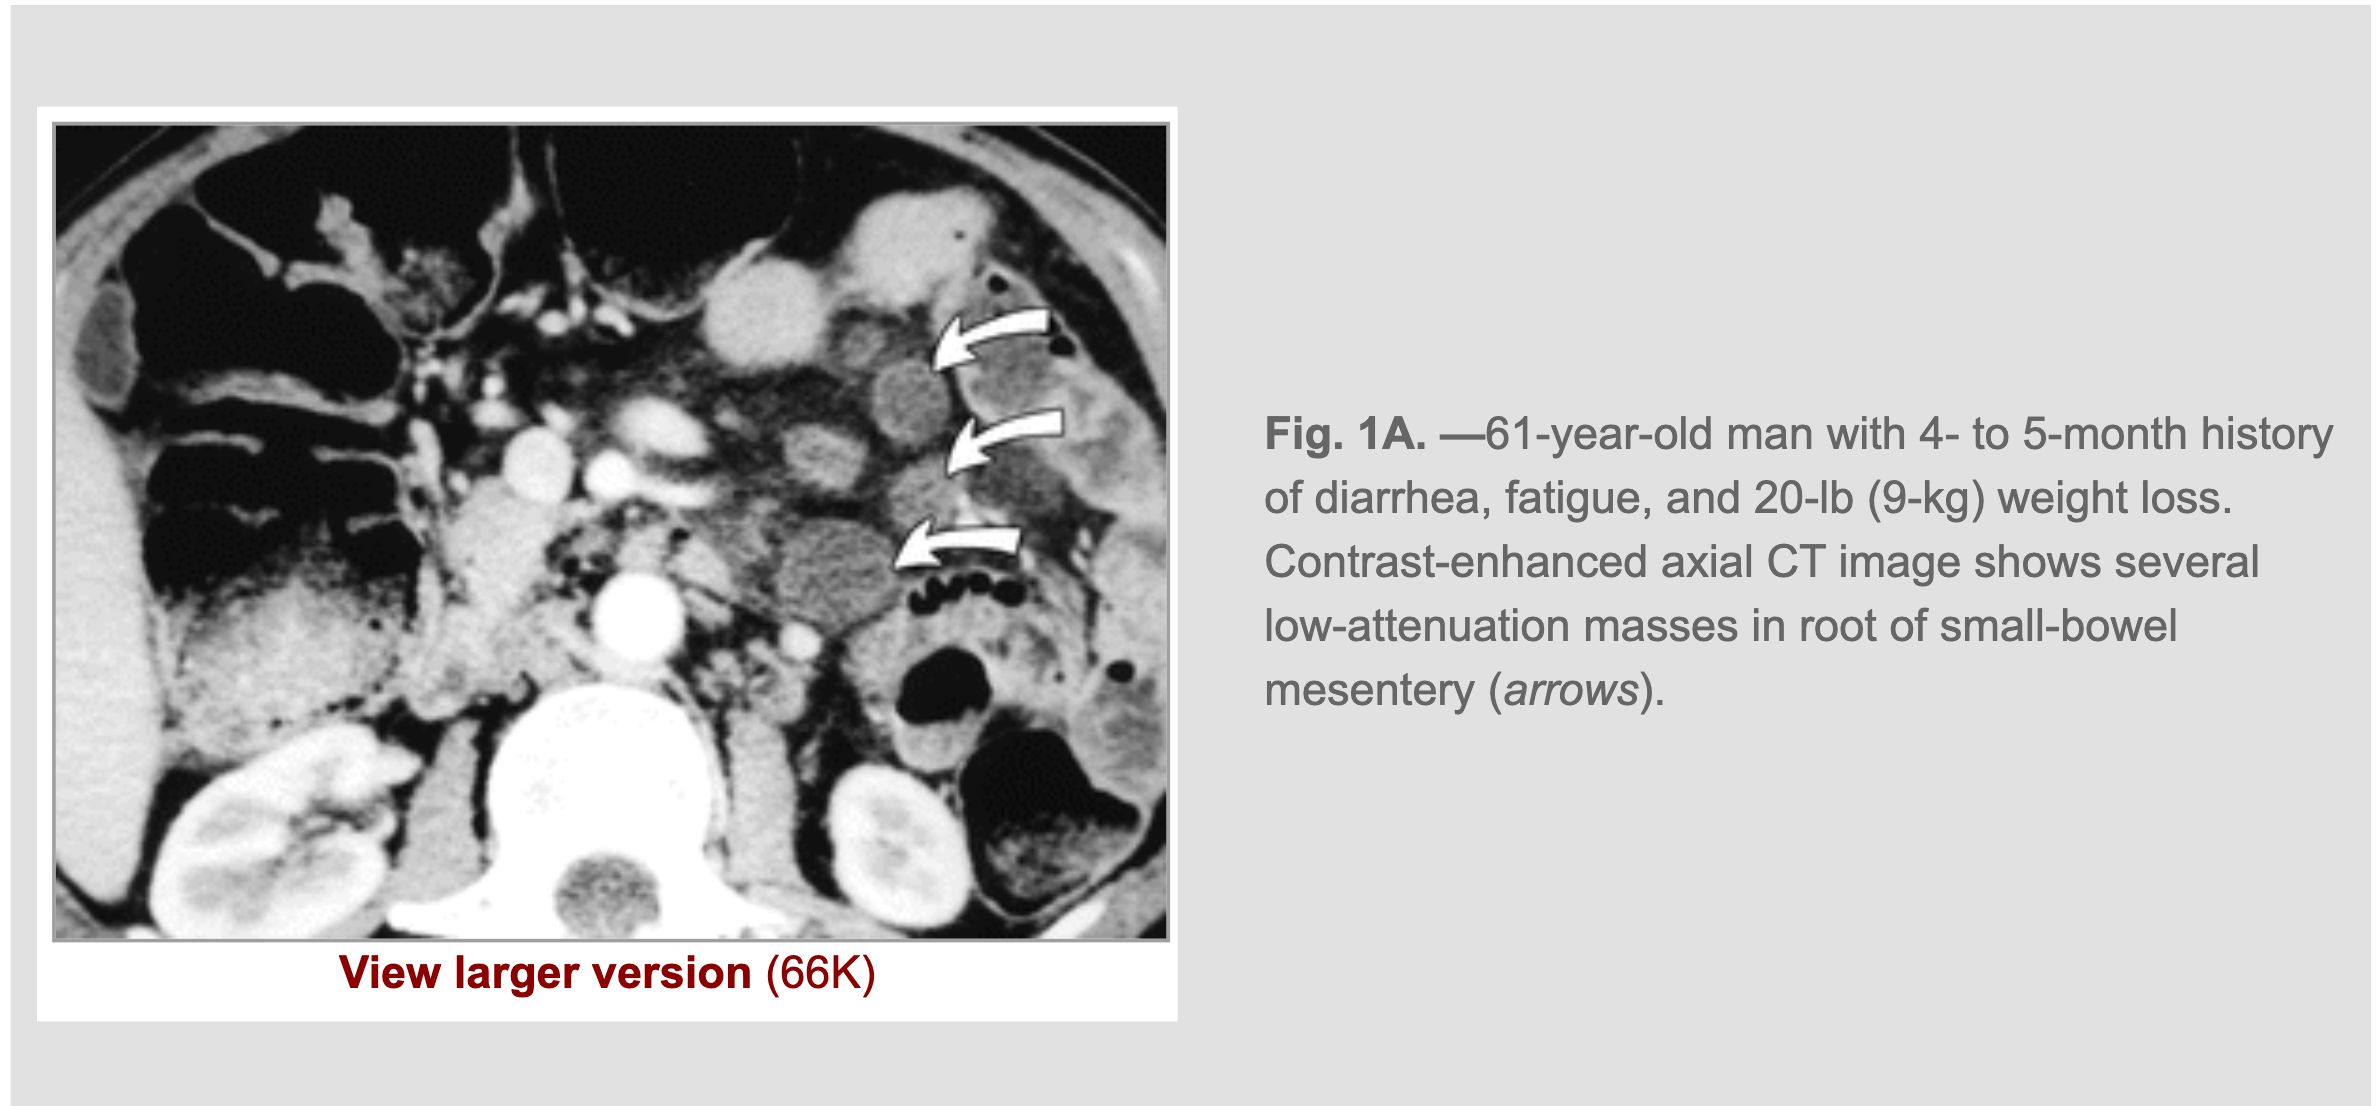 Fig. 1A. —61-year-old man with 4- to 5-month history
of diarrhea, fatigue, and 20-lb (9-kg) weight loss.
Contrast-enhanced axial CT image shows several
low-attenuation masses in root of small-bowel
mesentery (arrows).
View larger version (66K)